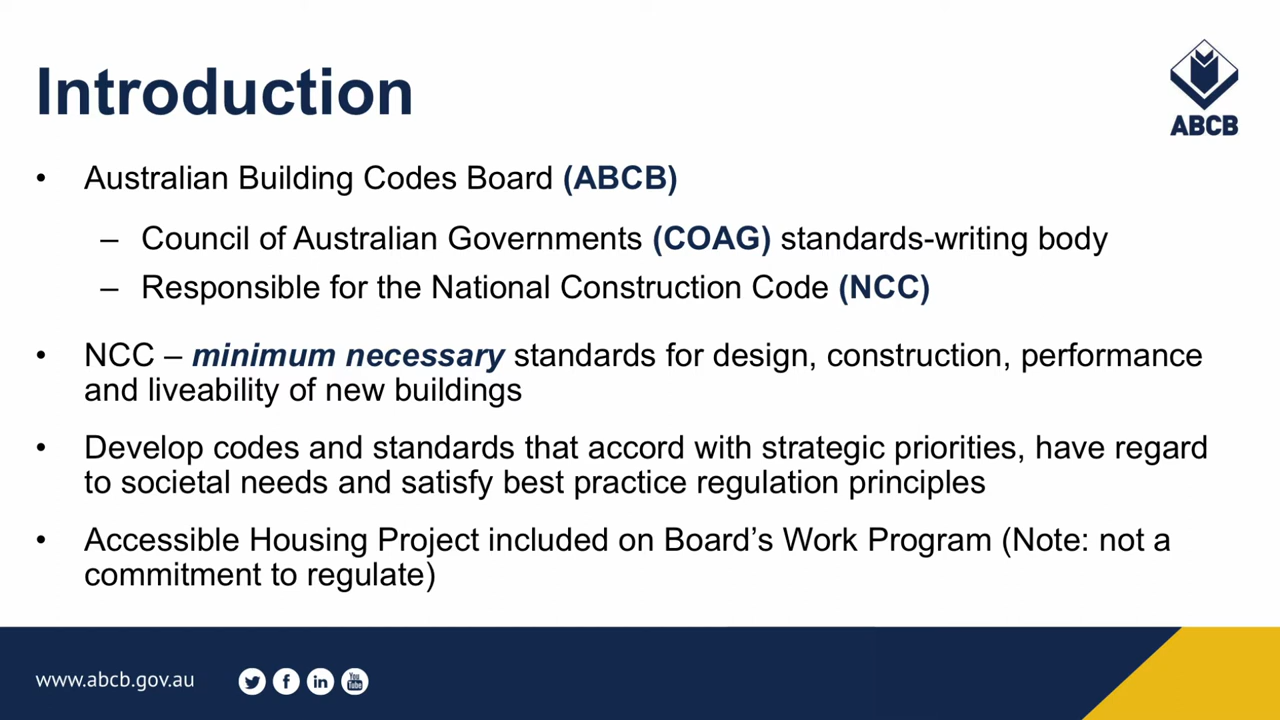 Introduction
ABCB
• Australian Building Codes Board (ABCB)
– Council of Australian Governments (COAG) standards-writing body
– Responsible for the National Construction Code (NCC)
• NCC – minimum necessary standards for design, construction, performance
and liveability of new buildings
• Develop codes and standards that accord with strategic priorities, have regard
to societal needs and satisfy best practice regulation principles
• Accessible Housing Project included on Board’s Work Program (Note: not a
commitment to regulate)
www.abcb.gov.au
You Tube